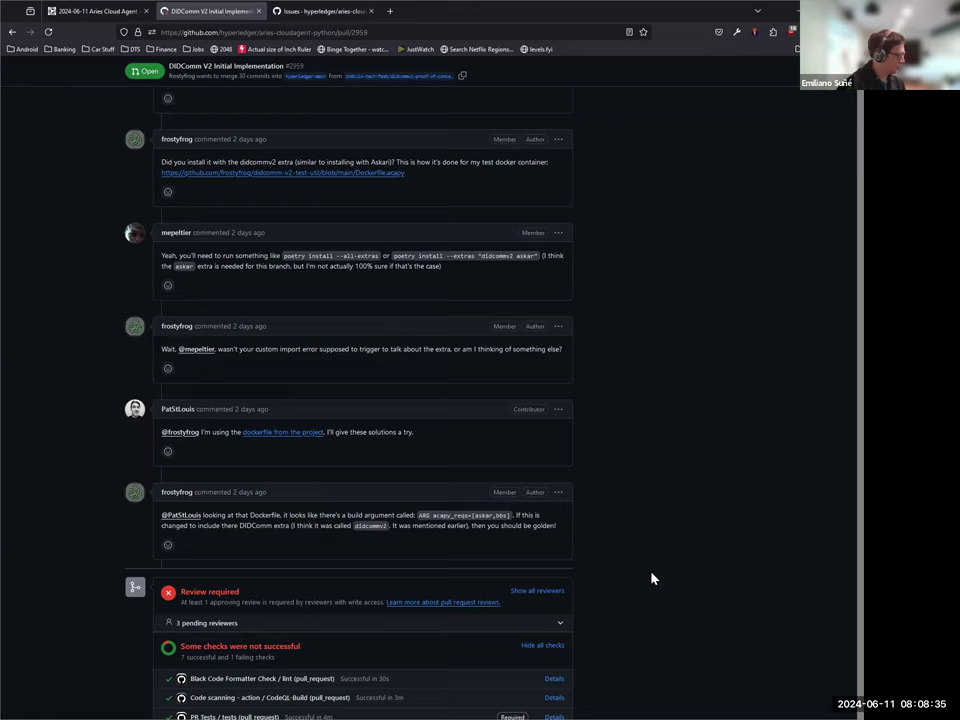 2024-06-11 Aries Cloud Agent
DIDComm V2 Initial Implement
Issues · hyperledger/aries-clou
https://github.com/hyperledger/aries-cloudagent-python/pull/2959
Android
Banking
Car Stuff
DTS
Finance
Jobs
2048
Actual size of Inch Ruler
Binge Together - watc...
JustWatch
Search Netflix Regions...
levels.fyi
18
Emiliano Suñé
Open
DIDComm V2 Initial Implementation #2959
frostyfrog wants to merge 30 commits into hyperledger:main from
frostyfrog commented 2 days ago
Member
Author
Did you install it with the didcommv2 extra (similar to installing with Askar)? This is how it's done for my test docker container:
https://github.com/frostyfrog/didcomm-v2-test-util/blob/main/Dockerfile.acapy
mepeltier commented 2 days ago
Member
Yeah, you'll need to run something like poetry install --all-extras or poetry install --extras "didcommv2 askar" (I think
the askar extra is needed for this branch, but I'm not actually 100% sure if that's the case)
frostyfrog commented 2 days ago
Member
Author
Wait, @mepeltier, wasn't your custom import error supposed to trigger to talk about the extra, or am I thinking of something else?
PatStLouis commented 2 days ago
Contributor
@frostyfrog I'm using the dockerfile from the project, I'll give these solutions a try.
frostyfrog commented 2 days ago
Member
Author
@PatStLouis looking at that Dockerfile, it looks like there's a build argument called: ARG acapy_reqs=[askar,bbs]. If this is
changed to include there DIDComm extra (I think it was called didcommv2. It was mentioned earlier), then you should be golden!
Review required
Show all reviewers
At least 1 approving review is required by reviewers with write access. Learn more about pull request reviews.
3 pending reviewers
Some checks were not successful
Hide all checks
7 successful and 1 failing checks
Black Code Formatter Check / lint (pull_request) Successful in 30s
Details
Code scanning - action / CodeQL-Build (pull_request) Successful in 3m
Details
PR Tests / tests (pull_request) Successful in 4m
Required
Details
2024-06-11 08:08:35